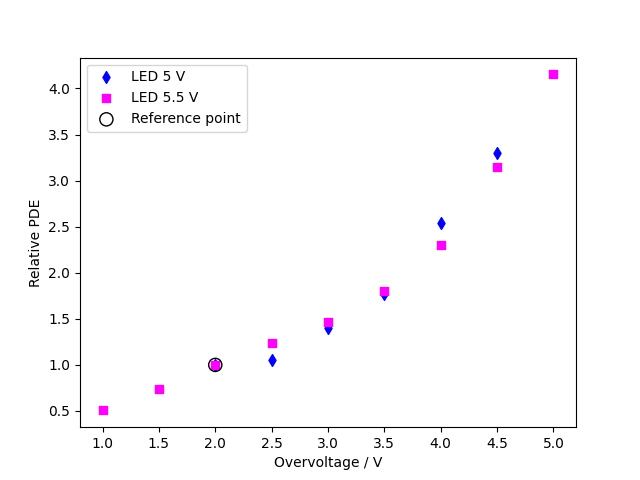 LED 5 V
LED 5.5 V
Reference point
4.0
3.5
3.0
2.5
2.0
1.5
1.0
0.5
Relative PDE
1.0 1.5 2.0 2.5 3.0 3.5 4.0 4.5 5.0
Overvoltage / V